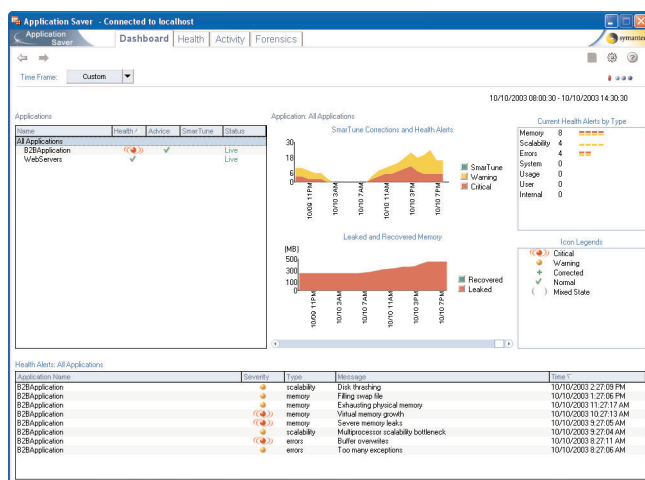 Application Saver - Connected to localhost
Application Saver
Dashboard Health Activity Forensics
symantec
Time Frame: Custom
10/10/2003 08:00:30 - 10/10/2003 14:30:30
Applications
Name Health Advice SmarTune Status
All Applications
B2BApplication Live
WebServers Live
Application: All Applications
SmarTune Corrections and Health Alerts
30
18
6
0
10/09 11PM 10/10 3AM 10/10 7AM 10/10 11AM 10/10 3PM 10/10 7PM
SmarTune
Warning
Critical
Leaked and Recovered Memory
(MB)
500
300
100
0
10/09 11PM 10/10 3AM 10/10 7AM 10/10 11AM 10/10 3PM 10/10 7PM
Recovered
Leaked
Current Health Alerts by Type
Memory 8
Scalability 4
Errors 4
System 0
Usage 0
User 0
Internal 0
Icon Legends
Critical
Warning
Corrected
Normal
Mixed State
Health Alerts: All Applications
Application Name Severity Type Message Time
B2BApplication scalability Disk thrashing 10/10/2003 2:27:09 PM
B2BApplication memory Filling swap file 10/10/2003 1:27:06 PM
B2BApplication memory Exhausting physical memory 10/10/2003 11:27:17 AM
B2BApplication memory Virtual memory growth 10/10/2003 10:27:13 AM
B2BApplication memory Severe memory leaks 10/10/2003 9:27:05 AM
B2BApplication scalability Multiprocessor scalability bottleneck 10/10/2003 9:27:04 AM
B2BApplication errors Buffer overwrites 10/10/2003 8:27:11 AM
B2BApplication errors Too many exceptions 10/10/2003 8:27:06 AM